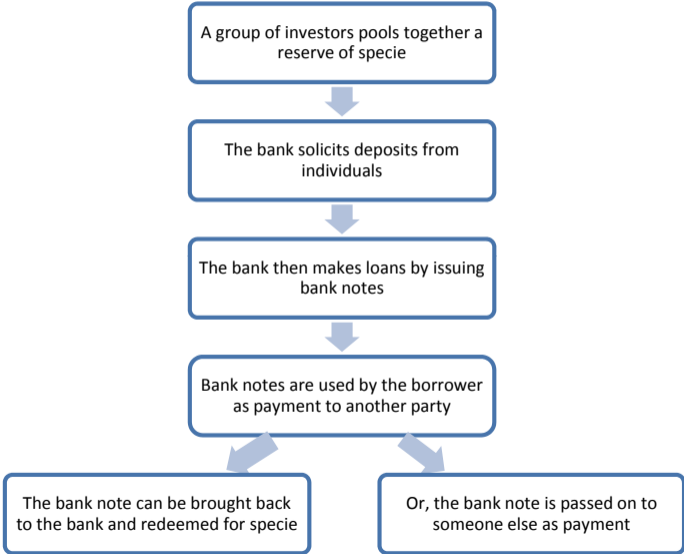 A group of investors pools together a
reserve of specie
The bank solicits deposits from
individuals
The bank then makes loans by issuing
bank notes
Bank notes are used by the borrower
as payment to another party
The bank note can be brought back
to the bank and redeemed for specie
Or, the bank note is passed on to
someone else as payment